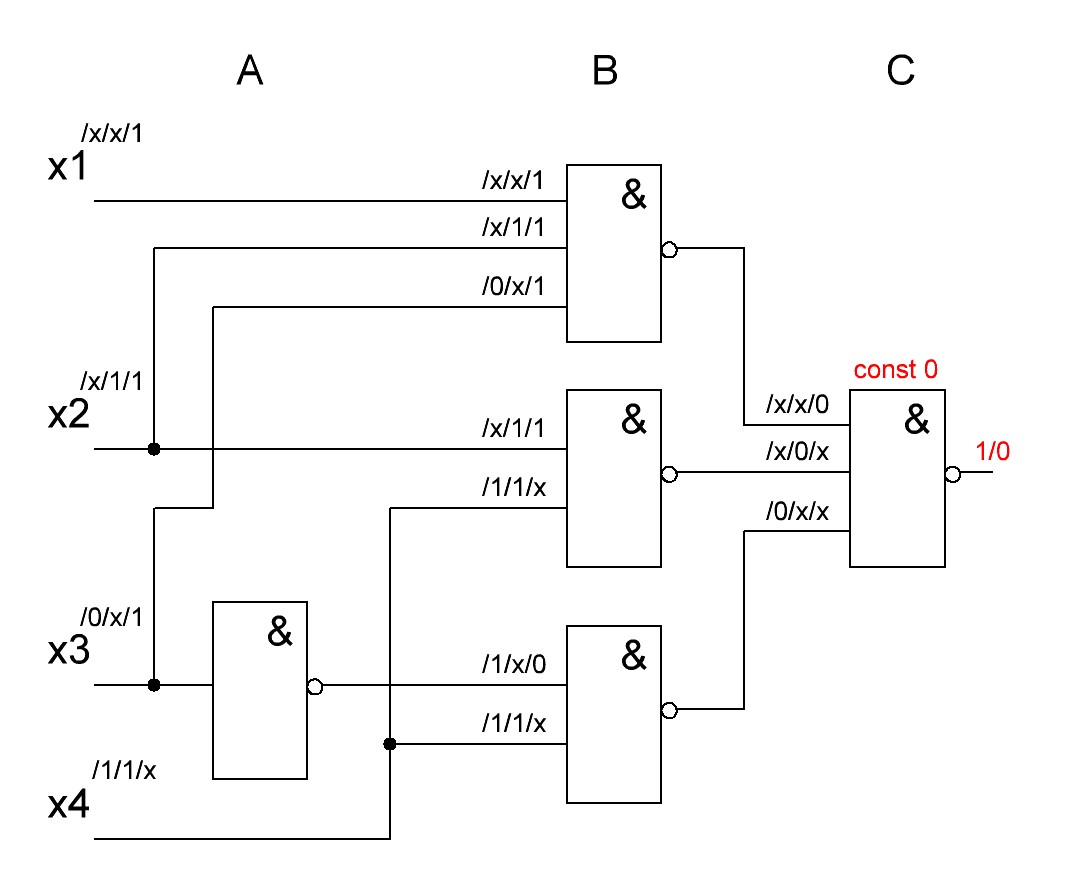 A B C
/x/x/1
x1
/x/x/1
&
/x/1/1
/0/x/1
/x/1/1
x2
const 0
/x/x/0
&
/x/1/1
&
/x/0/x
1/0
/1/1/x
/0/x/x
/0/x/1
x3
&
/1/x/0
&
/1/1/x
/1/1/x
x4